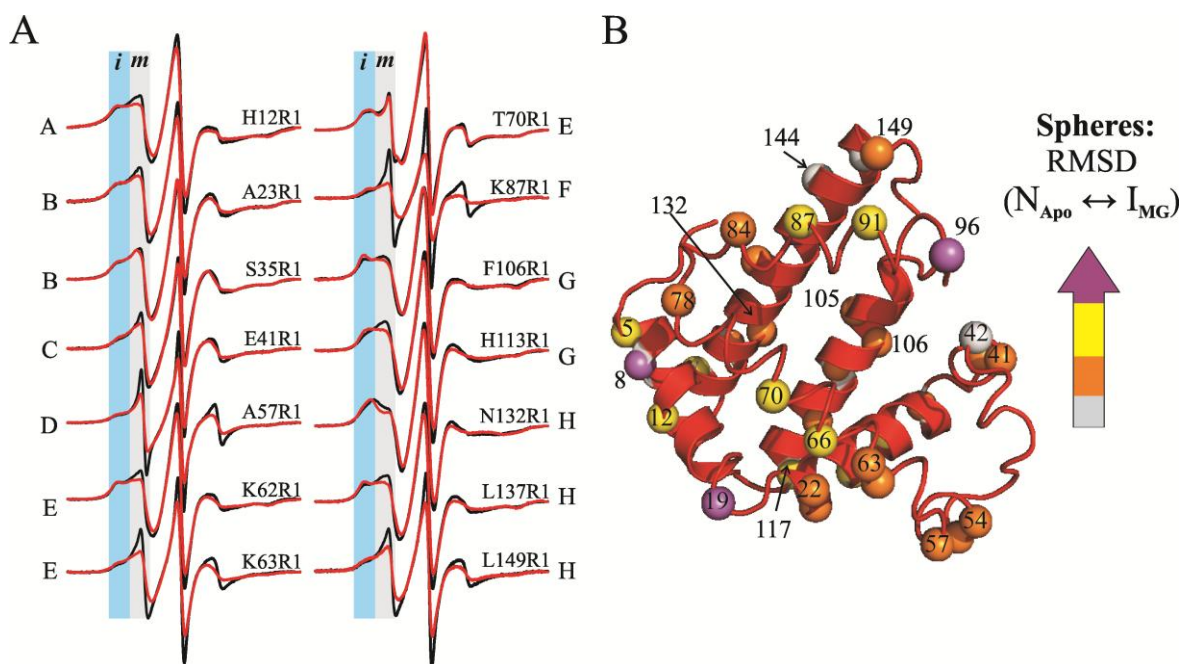 A
i m
i m
A H12R1
B A23R1
B S35R1
C E41R1
D A57R1
E K62R1
E K63R1
T70R1 E
K87R1 F
F106R1 G
H113R1 G
N132R1 H
L137R1 H
L149R1 H
B
144
149
132
84
87
91
96
78
105
5
106
42
41
8
70
12
66
63
19
22
54
117
57
Spheres:
RMSD
(N_Apo ↔ I_MG)